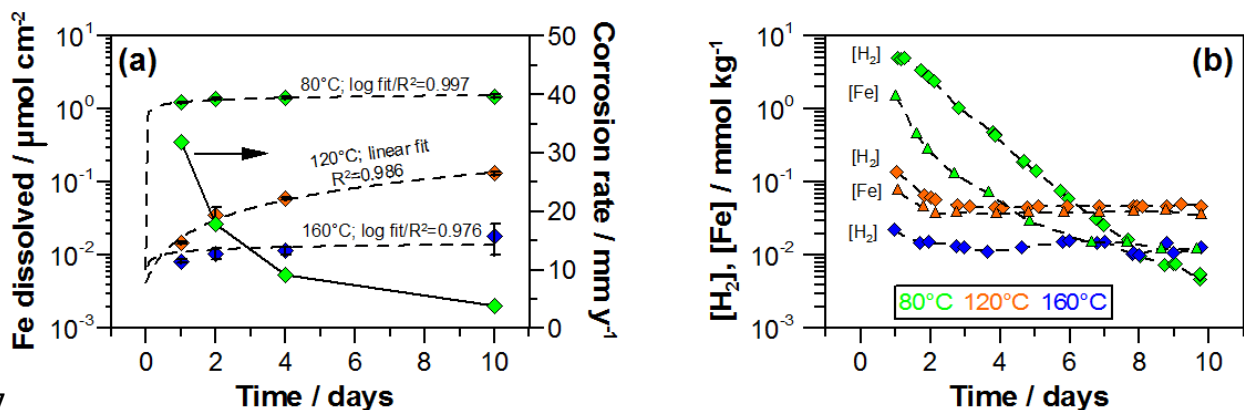 (a)
Fe dissolved / μmol cm⁻²
10¹
10⁰
10⁻¹
10⁻²
10⁻³
80°C; log fit/R²=0.997
120°C; linear fit
R²=0.986
160°C; log fit/R²=0.976
50
40
30
20
10
0
Corrosion rate / mm y⁻¹
0 2 4 6 8 10
Time / days
(b)
[H₂], [Fe] / mmol kg⁻¹
10¹
10⁰
10⁻¹
10⁻²
10⁻³
[H₂]
[Fe]
[H₂]
[Fe]
[H₂]
80°C 120°C 160°C
0 2 4 6 8 10
Time / days